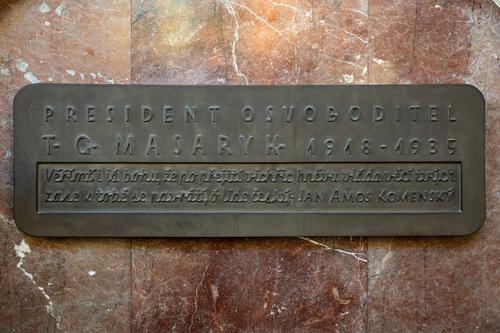 PRESIDENT OSVOBODITEL
T·G·MASARYK· 1918-1935
Věřím i já bohu, že po přejití vichřic hněvu vláda věcí tvých
zase k tobě se navrátí, ó lide český· JAN AMOS KOMENSKÝ